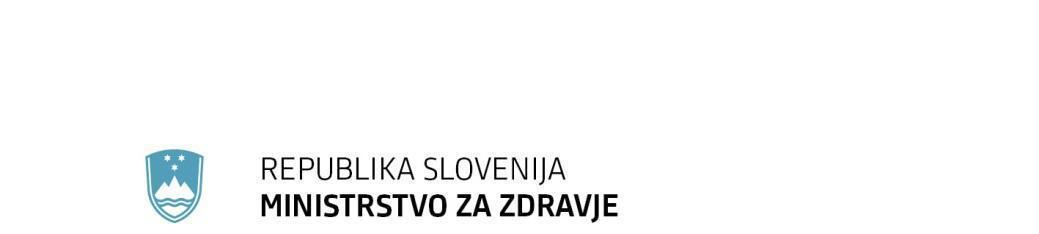 REPUBLIKA SLOVENIJA
MINISTRSTVO ZA ZDRAVJE